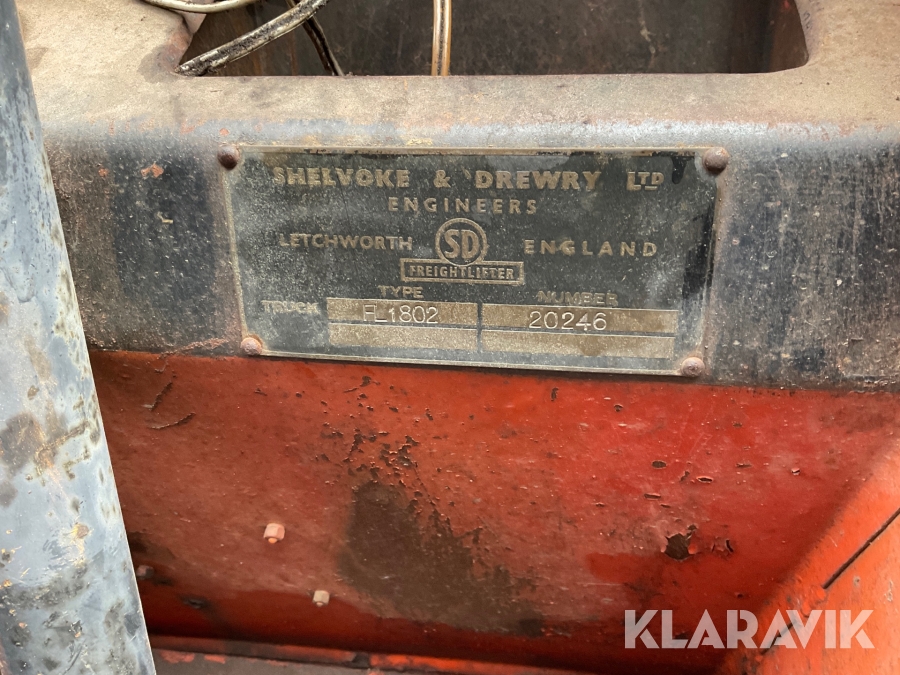 SHELVOKE & DREWRY LTD
ENGINEERS
LETCHWORTH SD ENGLAND
FREIGHTLIFTER
TYPE NUMBER
TRUCK FL1802 20246
KLARAVIK